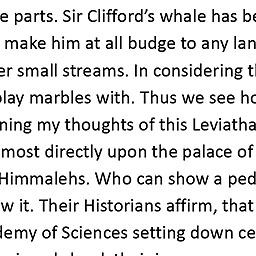 e parts. Sir Clifford's whale has be
make him at all budge to any lan
er small streams. In considering th
play marbles with. Thus we see ho
ning my thoughts of this Leviatha
most directly upon the palace of
Himmalehs. Who can show a ped
w it. Their Historians affirm, that
demy of Sciences setting down ce